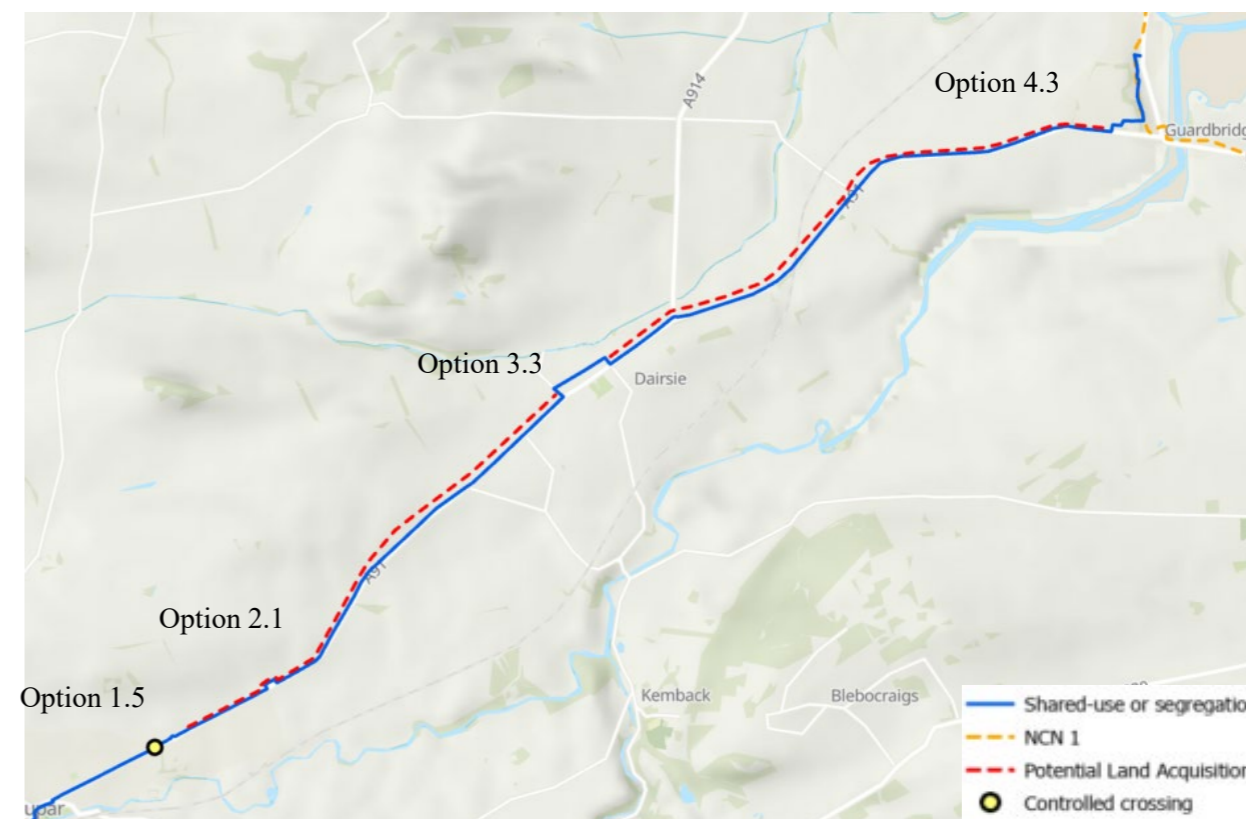 Option 4.3
A914
Guardbridg
A91
Option 3.3
Dairsie
A91
Option 2.1
Option 1.5
Kemback
Blebocraigs
upar
Shared-use or segregatio
NCN 1
Potential Land Acquisition
Controlled crossing